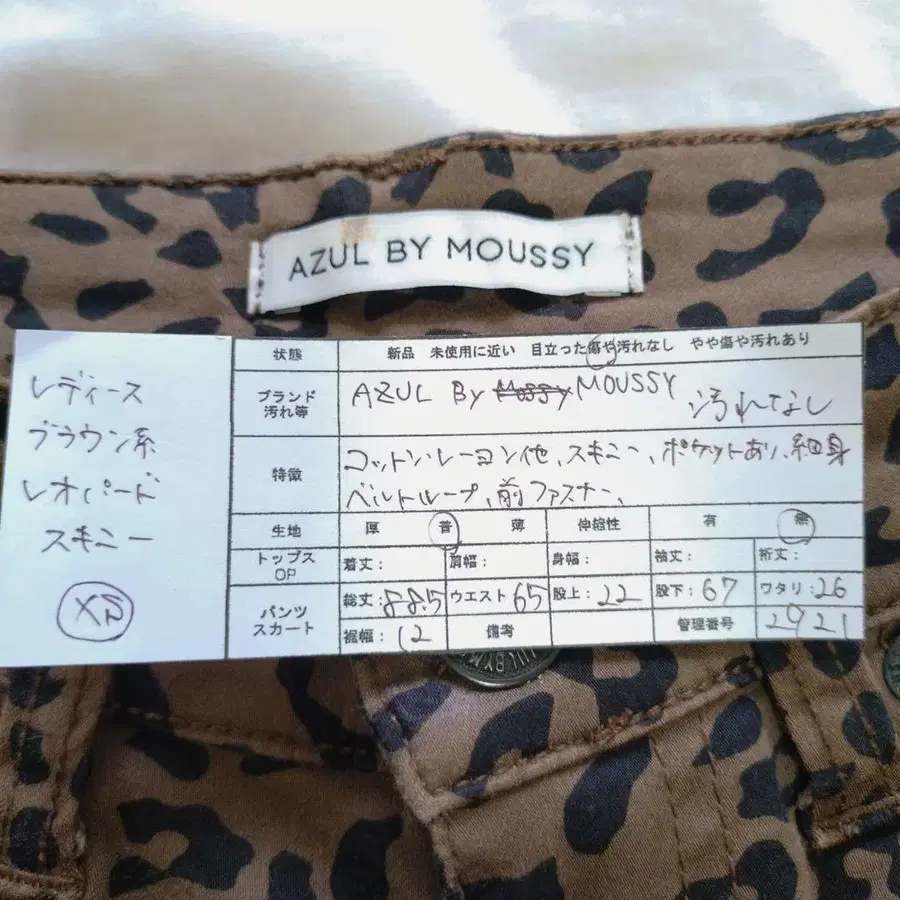 AZUL BY MOUSSY
レディース
ブラウン系
レオパード
スキニー
XS
状態 新品 未使用に近い 目立った傷や汚れなし やや傷や汚れあり
ブランド
汚れ等
AZUL By MOUSSY 汚れなし
特徴
コットン・レーヨン他、スキニー、ポケットあり、細身
ベルトループ、前ファスナー、
生地 厚 普 薄 伸縮性 有 無
トップス
OP
着丈: 肩幅: 身幅: 袖丈: 裄丈:
パンツ
スカート
総丈:88.5 ウエスト65 股上:22 股下:67 ワタリ:26
裾幅:12 備考 管理番号 2921